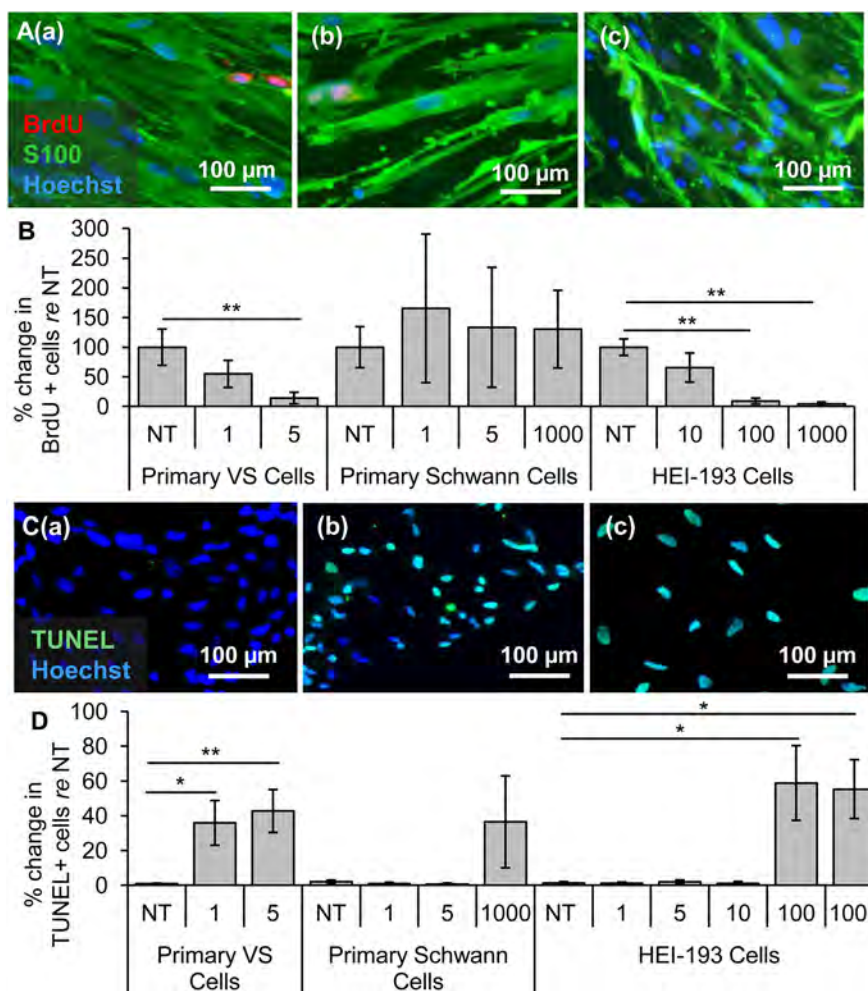 A(a)
(b)
(c)
BrdU
S100
Hoechst
100 µm
100 µm
100 µm
B
% change in
BrdU + cells re NT
300
250
200
150
100
50
0
**
**
**
NT 1 5 NT 1 5 1000 NT 10 100 1000
Primary VS Cells Primary Schwann Cells HEI-193 Cells
C(a)
(b)
(c)
TUNEL
Hoechst
100 µm
100 µm
100 µm
D
% change in
TUNEL+ cells re NT
100
80
60
40
20
0
*
**
*
*
NT 1 5 NT 1 5 1000 NT 1 5 10 100 100
Primary VS
Cells
Primary Schwann
Cells
HEI-193 Cells